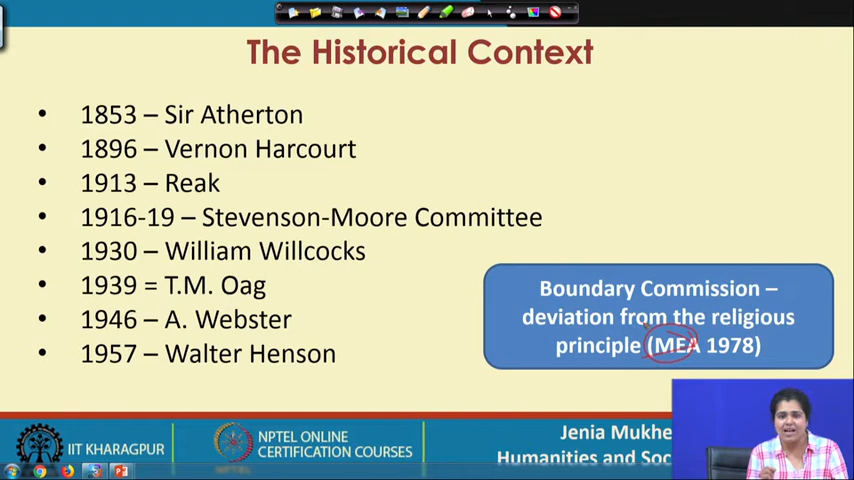 The Historical Context
• 1853 – Sir Atherton
• 1896 – Vernon Harcourt
• 1913 – Reak
• 1916-19 – Stevenson-Moore Committee
• 1930 – William Willcocks
• 1939 = T.M. Oag
• 1946 – A. Webster
• 1957 – Walter Henson
Boundary Commission –
deviation from the religious
principle (MEA 1978)
IIT KHARAGPUR
NPTEL ONLINE
CERTIFICATION COURSES
Jenia Mukhe
Humanities and Soc